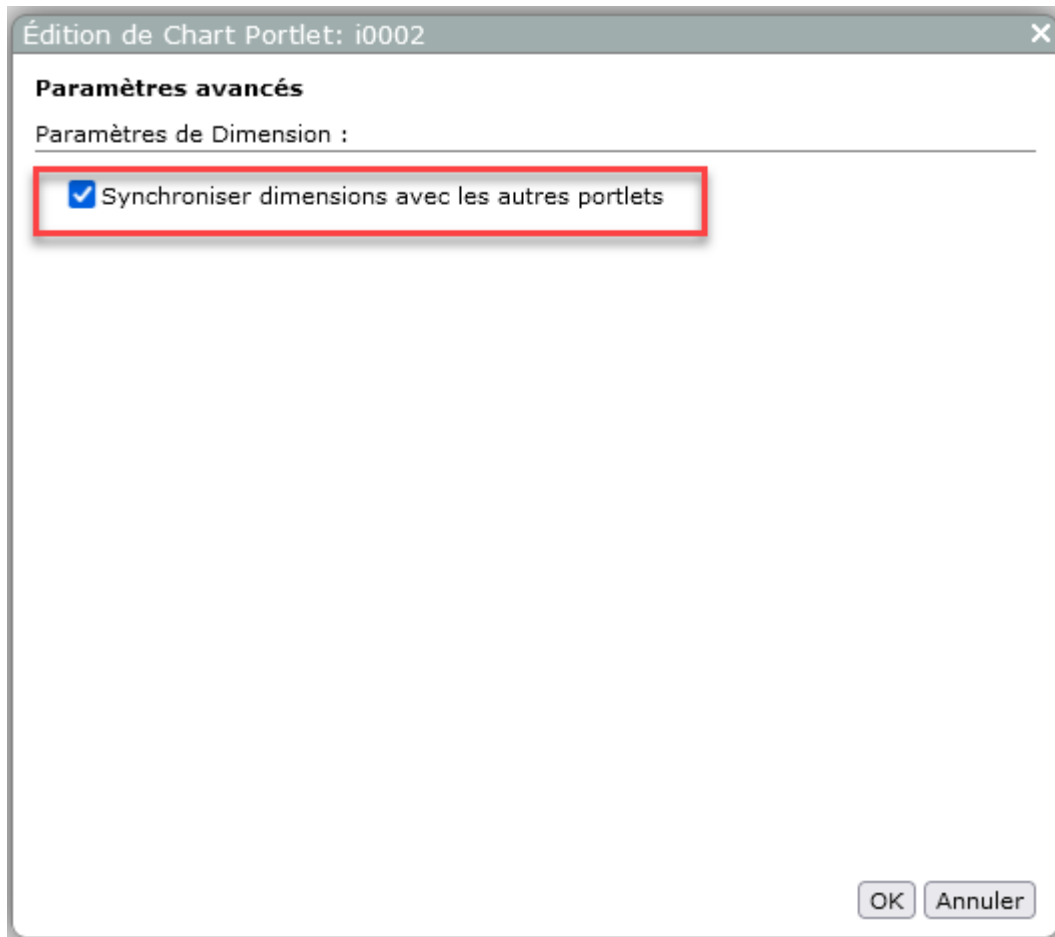 Édition de Chart Portlet: i0002
Paramètres avancés
Paramètres de Dimension :
Synchroniser dimensions avec les autres portlets
OK Annuler